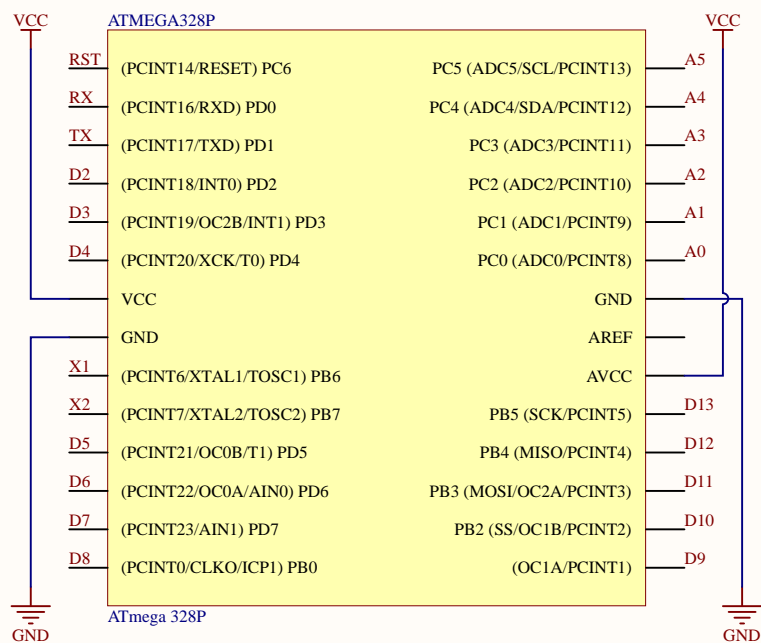 VCC
ATMEGA328P
VCC
RST (PCINT14/RESET) PC6 PC5 (ADC5/SCL/PCINT13) A5
RX (PCINT16/RXD) PD0 PC4 (ADC4/SDA/PCINT12) A4
TX (PCINT17/TXD) PD1 PC3 (ADC3/PCINT11) A3
D2 (PCINT18/INT0) PD2 PC2 (ADC2/PCINT10) A2
D3 (PCINT19/OC2B/INT1) PD3 PC1 (ADC1/PCINT9) A1
D4 (PCINT20/XCK/T0) PD4 PC0 (ADC0/PCINT8) A0
VCC GND
GND AREF
X1 (PCINT6/XTAL1/TOSC1) PB6 AVCC
X2 (PCINT7/XTAL2/TOSC2) PB7 PB5 (SCK/PCINT5) D13
D5 (PCINT21/OC0B/T1) PD5 PB4 (MISO/PCINT4) D12
D6 (PCINT22/OC0A/AIN0) PD6 PB3 (MOSI/OC2A/PCINT3) D11
D7 (PCINT23/AIN1) PD7 PB2 (SS/OC1B/PCINT2) D10
D8 (PCINT0/CLKO/ICP1) PB0 (OC1A/PCINT1) D9
ATmega 328P
GND
GND